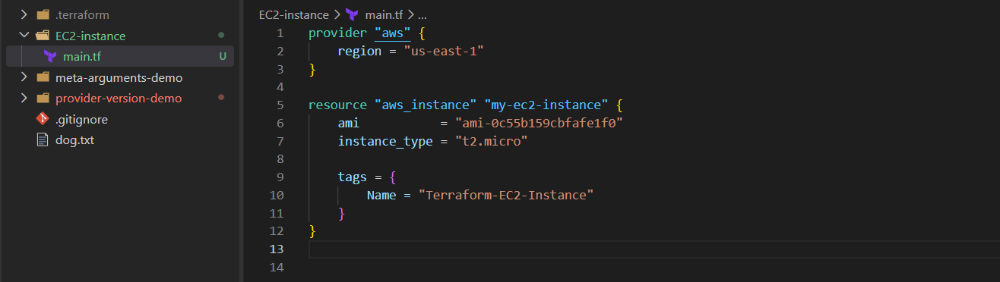 .terraform
EC2-instance
main.tf U
meta-arguments-demo
provider-version-demo
.gitignore
dog.txt
EC2-instance > main.tf > ...
1 provider "aws" {
2 region = "us-east-1"
3 }
4
5 resource "aws_instance" "my-ec2-instance" {
6 ami = "ami-0c55b159cbfafe1f0"
7 instance_type = "t2.micro"
8
9 tags = {
10 Name = "Terraform-EC2-Instance"
11 }
12 }
13
14